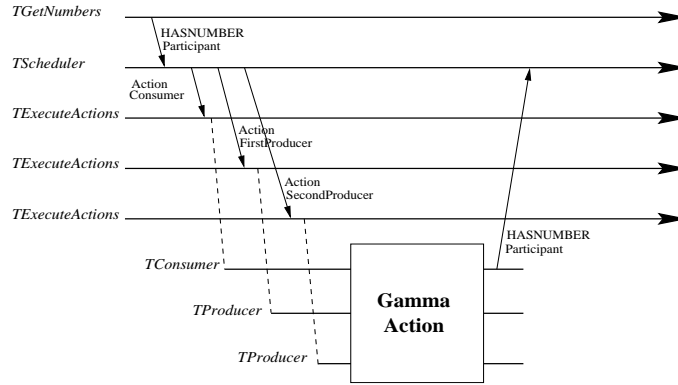 TGetNumbers
HASNUMBER
Participant
TScheduler
Action
Consumer
TExecuteActions
Action
FirstProducer
TExecuteActions
Action
SecondProducer
TExecuteActions
HASNUMBER
Participant
TConsumer
Gamma
Action
TProducer
TProducer